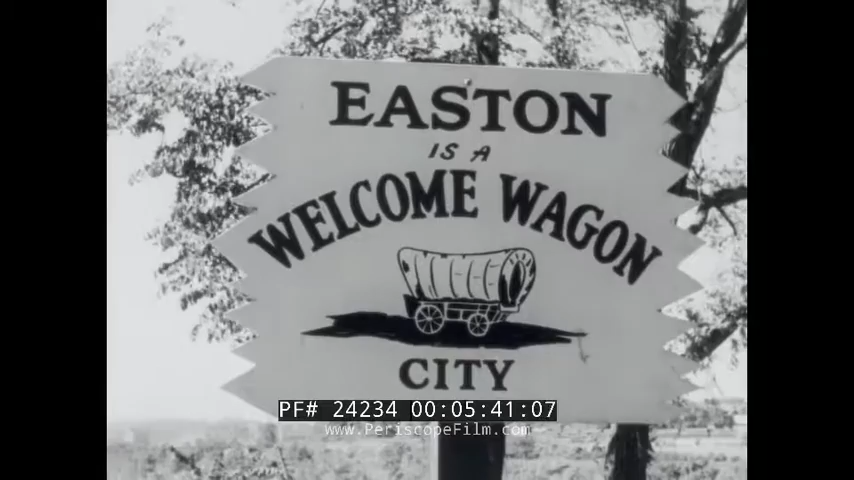 EASTON
IS A
WELCOME WAGON
CITY
PF# 24234 00:05:41:07
www.PeriscopeFilm.com